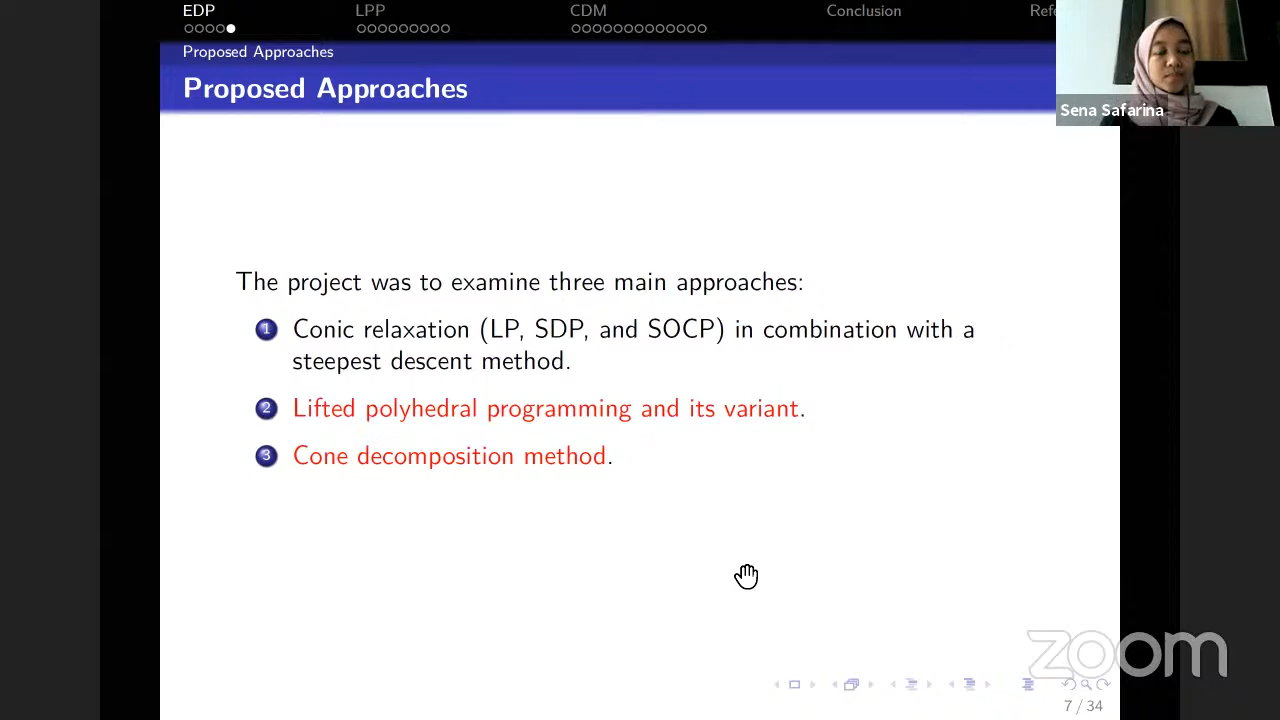 EDP LPP CDM Conclusion Refe
Proposed Approaches
Proposed Approaches
Sena Safarina
The project was to examine three main approaches:
1 Conic relaxation (LP, SDP, and SOCP) in combination with a
steepest descent method.
2 Lifted polyhedral programming and its variant.
3 Cone decomposition method.
zoom
7 / 34